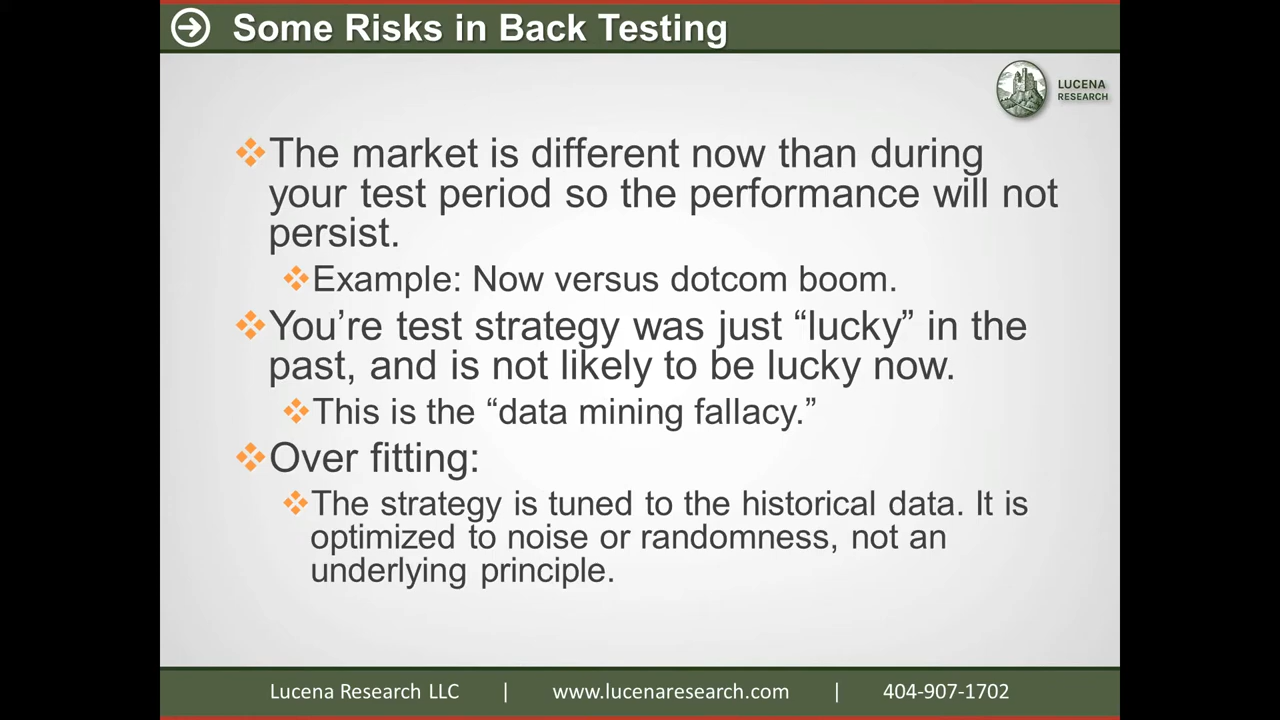 Some Risks in Back Testing
LUCENA
RESEARCH
The market is different now than during
your test period so the performance will not
persist.
Example: Now versus dotcom boom.
You’re test strategy was just “lucky” in the
past, and is not likely to be lucky now.
This is the “data mining fallacy.”
Over fitting:
The strategy is tuned to the historical data. It is
optimized to noise or randomness, not an
underlying principle.
Lucena Research LLC | www.lucenaresearch.com | 404-907-1702